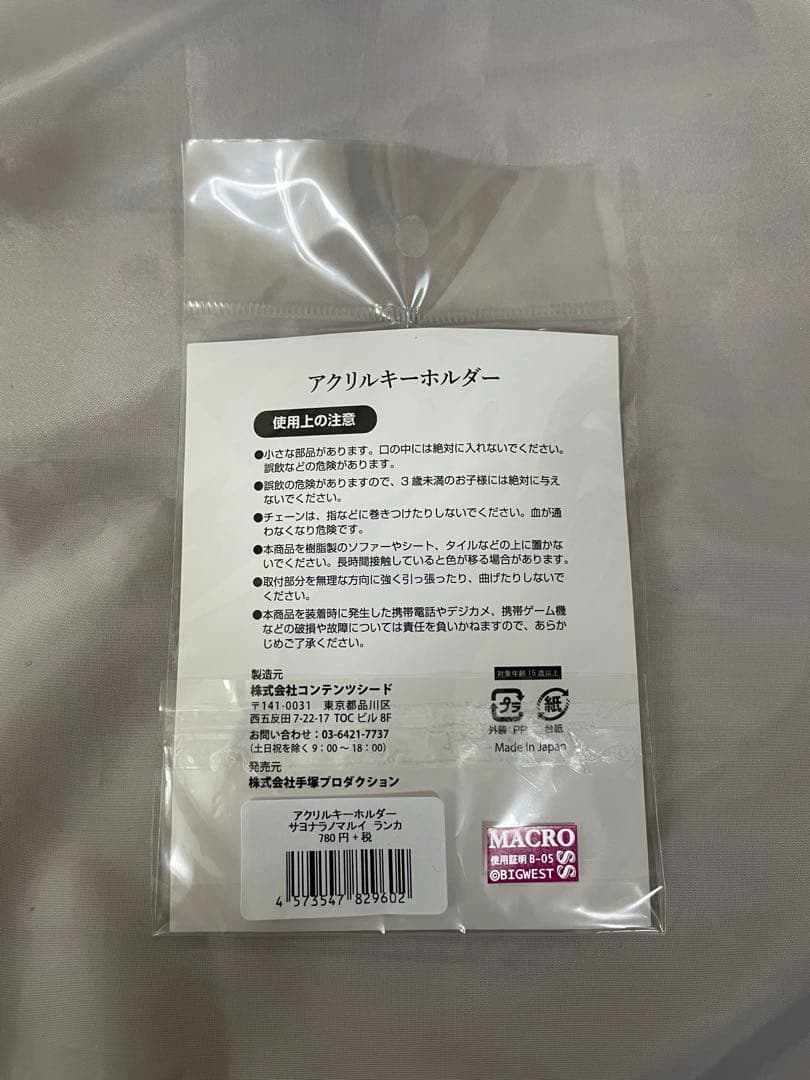 アクリルキーホルダー
使用上の注意
●小さな部品があります。口の中には絶対に入れないでください。
誤飲などの危険があります。
●誤飲の危険がありますので、3歳未満のお子様には絶対に与え
ないでください。
●チェーンは、指などに巻きつけたりしないでください。血が通
わなくなり危険です。
●本商品を樹脂製のソファーやシート、タイルなどの上に置かな
いでください。長時間接触していると色が移る場合があります。
●取付部分を無理な方向に強く引っ張ったり、曲げたりしないで
ください。
●本商品を装着時に発生した携帯電話やデジカメ、携帯ゲーム機
などの破損や故障については責任を負いかねますので、あらか
じめご了承ください。
製造元
株式会社コンテンツシード
〒141-0031 東京都品川区
西五反田 7-22-17 TOC ビル 8F
お問い合わせ:03-6421-7737
(土日祝を除く 9:00 〜 18:00)
発売元
株式会社手塚プロダクション
対象年齢 15 歳以上
プラ 紙
外装:PP 台紙
Made In Japan
アクリルキーホルダー
サヨナラノマルイ ランカ
780 円 + 税
4 573547 829602
MACROSS
使用証明 B-05
©BIGWEST